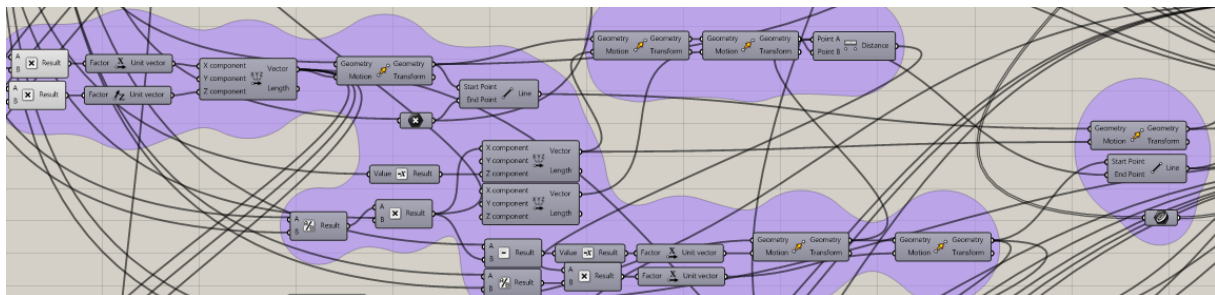 A
B
Result
Factor
Unit vector
A
B
Result
Factor
Unit vector
X component
Y component
Z component
Vector
Length
Geometry
Motion
Geometry
Transform
Start Point
End Point
Line
Geometry
Motion
Geometry
Transform
Geometry
Motion
Geometry
Transform
Point A
Point B
Distance
Geometry
Motion
Geometry
Transform
Start Point
End Point
Line
X component
Y component
Z component
Vector
Length
Value
Result
X component
Y component
Z component
Vector
Length
A
B
Result
A
B
Result
A
B
Result
Value
Result
Factor
Unit vector
A
B
Result
A
B
Result
Factor
Unit vector
Geometry
Motion
Geometry
Transform
Geometry
Motion
Geometry
Transform